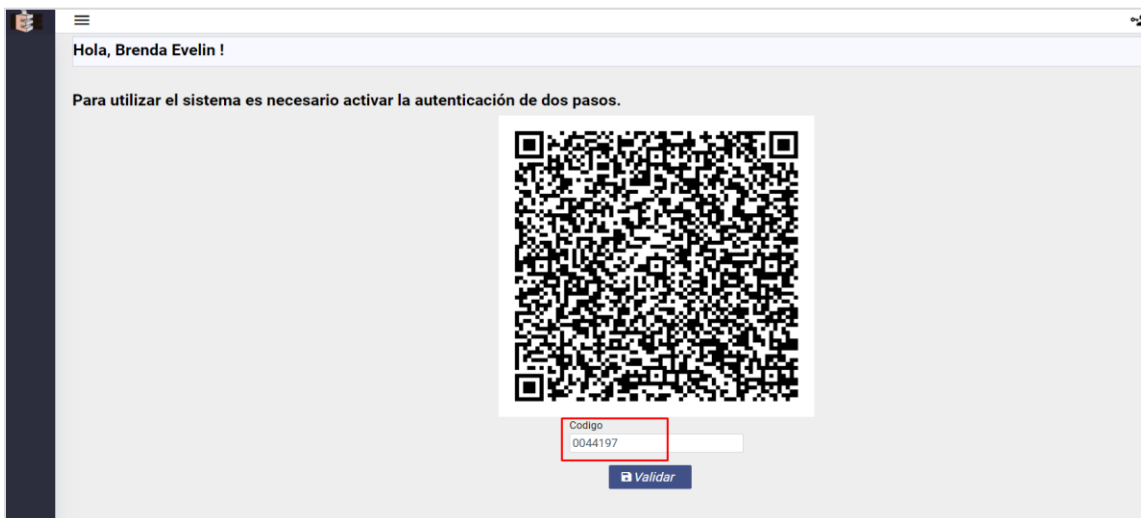 Hola, Brenda Evelin !
Para utilizar el sistema es necesario activar la autenticación de dos pasos.
Codigo
0044197
Validar